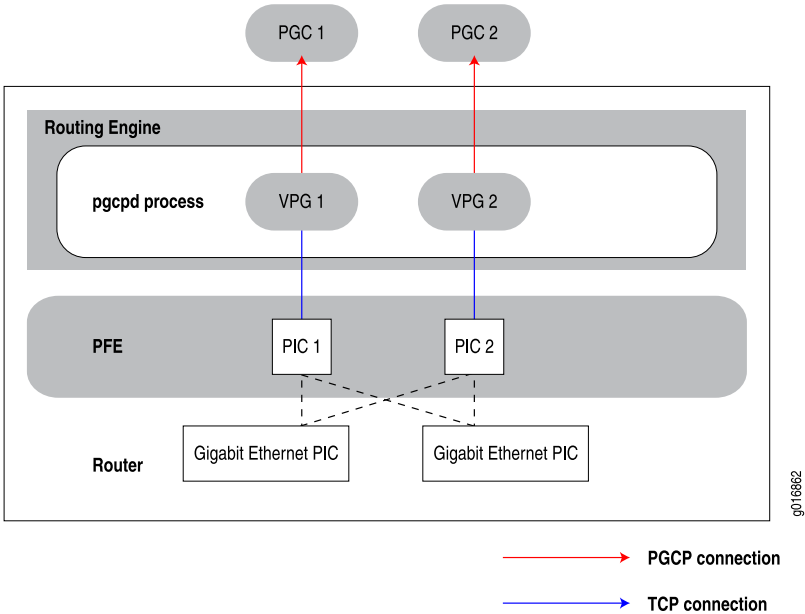 PGC 1
PGC 2
Routing Engine
pgcpd process
VPG 1
VPG 2
PFE
PIC 1
PIC 2
Router
Gigabit Ethernet PIC
Gigabit Ethernet PIC
g016862
PGCP connection
TCP connection